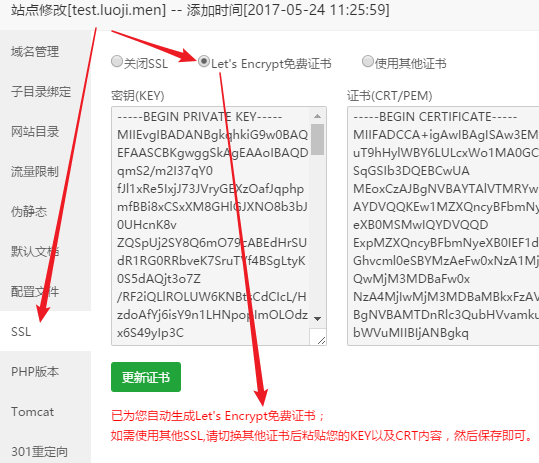 站点修改[test.luoji.men] -- 添加时间[2017-05-24 11:25:59]
域名管理
子目录绑定
网站目录
流量限制
伪静态
默认文档
配置文件
SSL
PHP版本
Tomcat
301重定向
关闭SSL
Let's Encrypt免费证书
使用其他证书
密钥(KEY)
-----BEGIN PRIVATE KEY-----
EFAASCBKgwggSkAgEAAoIBAQD
qmS2/m2I37qY0
0UHcnK8v
0S5dAQjt3o7Z
x6S49yIp3C
证书(CRT/PEM)
-----BEGIN CERTIFICATE-----
MIIFADCCA+igAwIBAgISAw3EM
uT9hHylWBY6LULcxWo1MA0GC
SqGSIb3DQEBCwUA
MEoxCzAJBgNVBAYTAlVTMRYw
AYDVQQKEw1MZXQncyBFbmNy
eXB0MSMwIQYDVQQD
ExpMZXQncyBFbmNyeXB0IEF1d
Ghvcml0eSBYMzAeFw0xNzA1Mj
QwMjM3MDBaFw0x
NzA4MjIwMjM3MDBaMBkxFzAV
BgNVBAMTDnRlc3QubHVvamku
bWVuMIIBIjANBgkq
更新证书
已为您自动生成Let's Encrypt免费证书；
如需使用其他SSL,请切换其他证书后粘贴您的KEY以及CRT内容，然后保存即可。